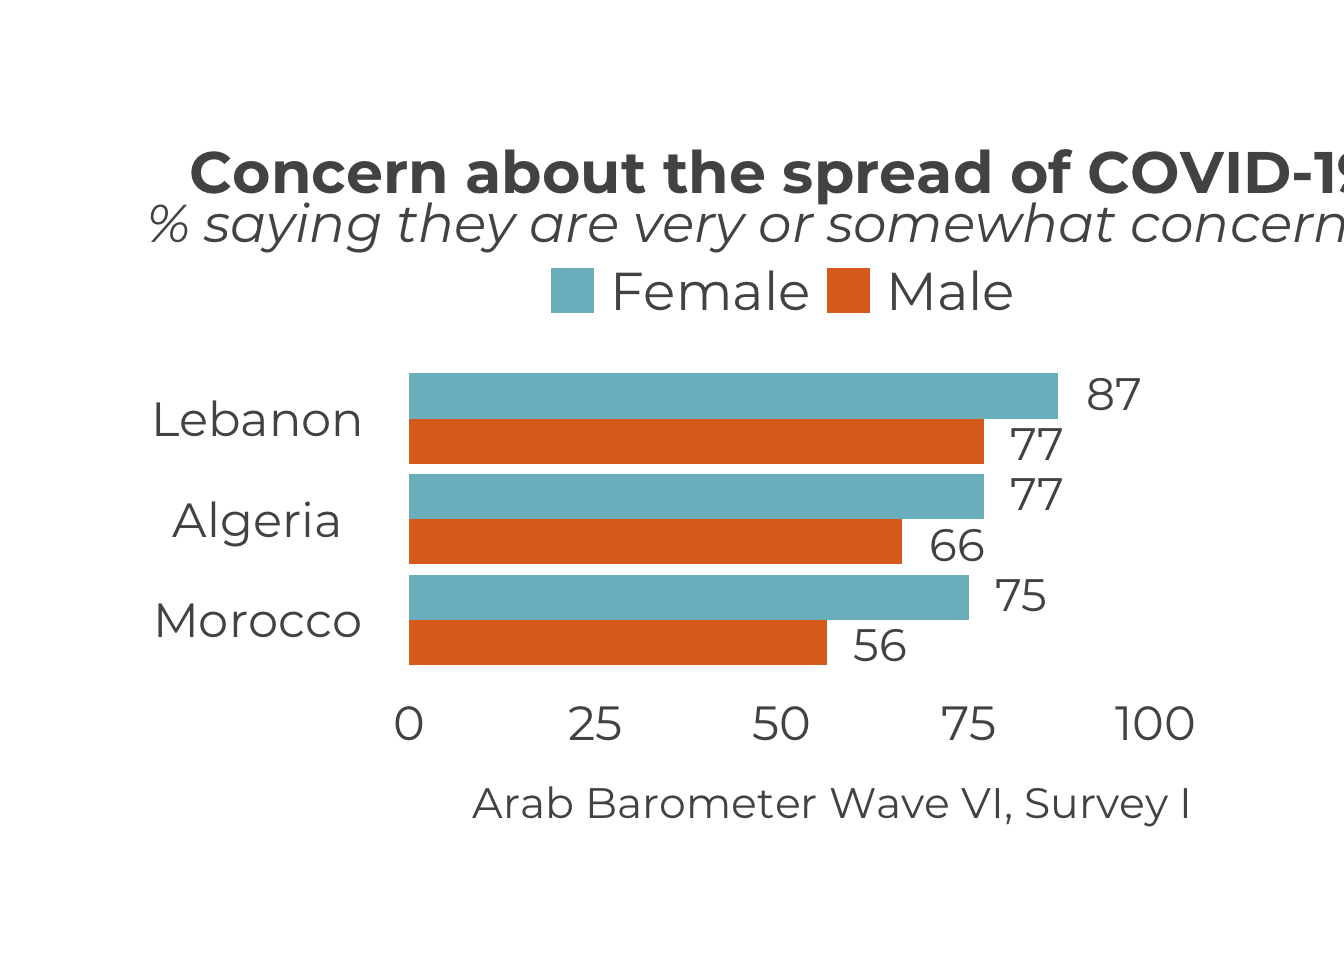 Concern about the spread of COVID-19
% saying they are very or somewhat concern
Female Male
Lebanon 87
77
Algeria 77
66
Morocco 75
56
0 25 50 75 100
Arab Barometer Wave VI, Survey I